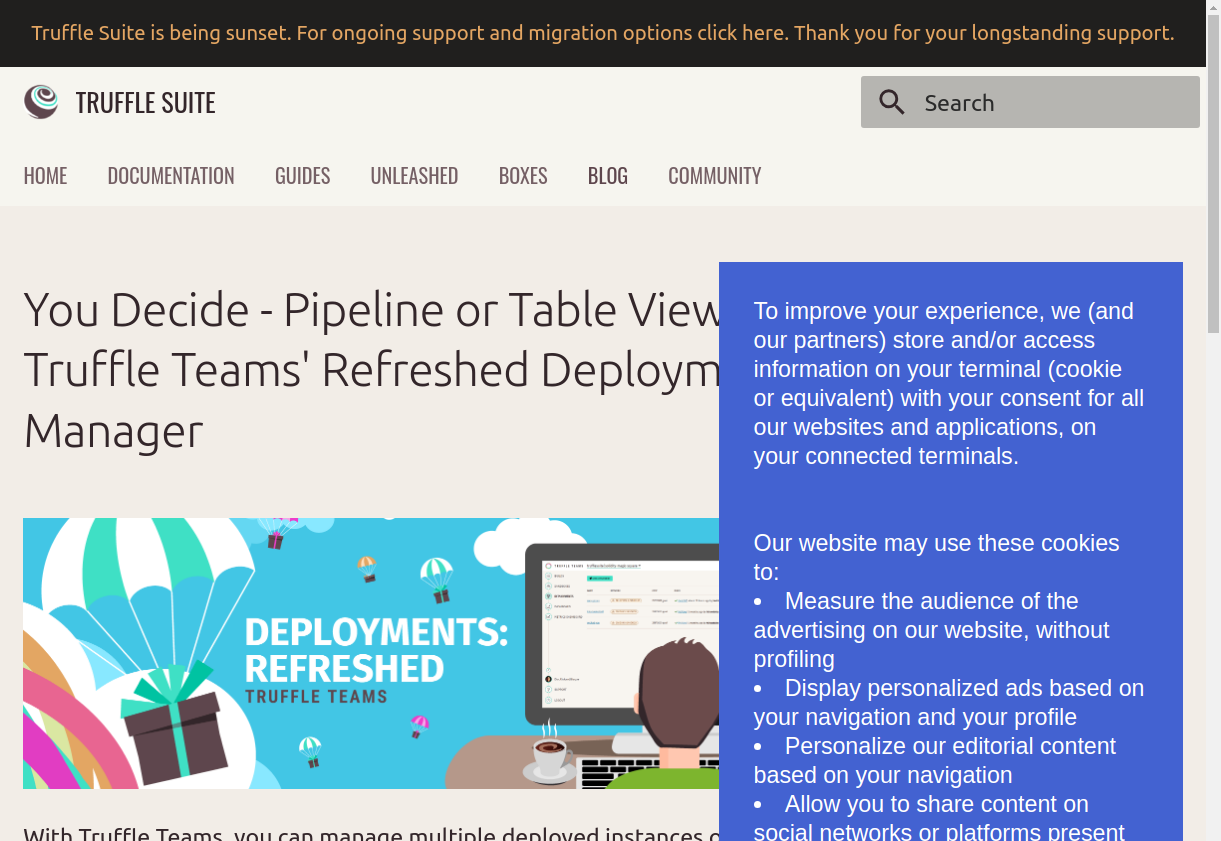 Truffle Suite is being sunset. For ongoing support and migration options click here. Thank you for your longstanding support.
TRUFFLE SUITE
Search
HOME
DOCUMENTATION
GUIDES
UNLEASHED
BOXES
BLOG
COMMUNITY
You Decide - Pipeline or Table View
Truffle Teams' Refreshed Deploym
Manager
DEPLOYMENTS:
REFRESHED
TRUFFLE TEAMS
TRUFFLE TEAMS
With Truffle Teams, you can manage multiple deployed instances o
To improve your experience, we (and
our partners) store and/or access
information on your terminal (cookie
or equivalent) with your consent for all
our websites and applications, on
your connected terminals.
Our website may use these cookies
to:
• Measure the audience of the
advertising on our website, without
profiling
• Display personalized ads based on
your navigation and your profile
• Personalize our editorial content
based on your navigation
• Allow you to share content on
social networks or platforms present